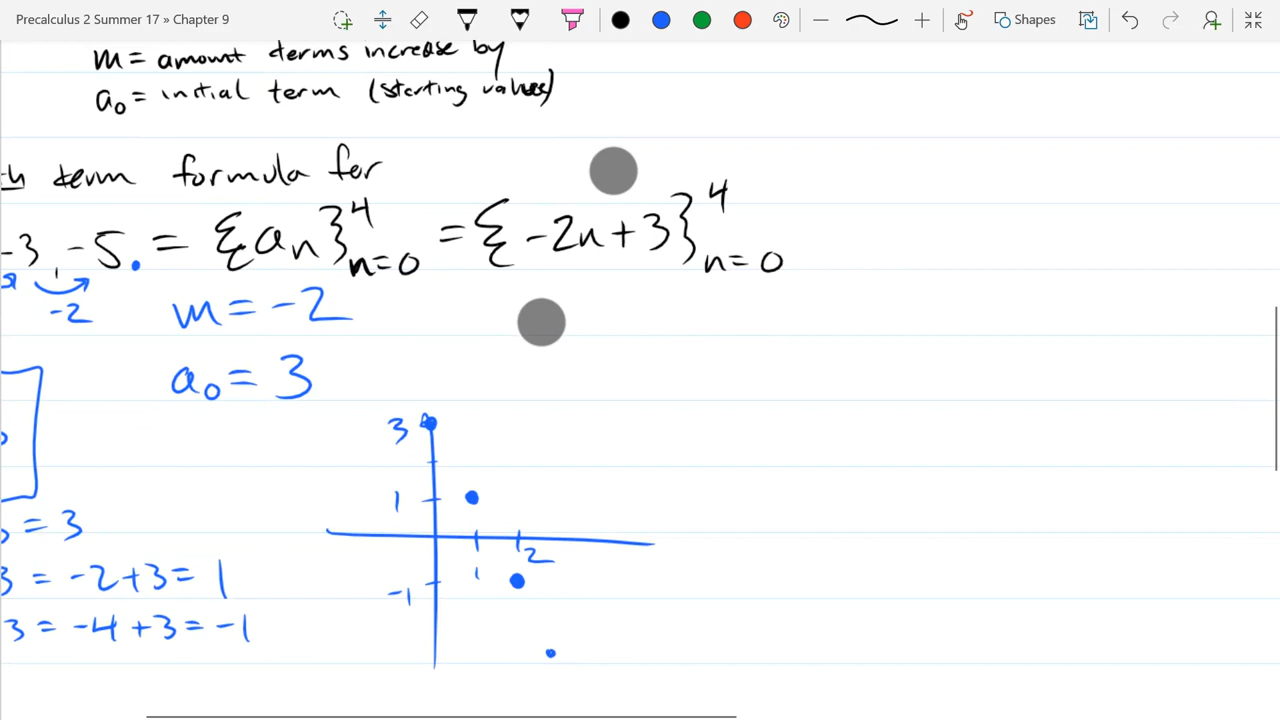 Precalculus 2 Summer 17 » Chapter 9
Shapes
m = amount terms increase by
a₀ = initial term (starting values)
th term formula for
-3, -5. = {aₙ}⁴ₙ₌₀ = {-2n+3}⁴ₙ₌₀
-2
m = -2
a₀ = 3
3
1
1
2
-1
= 3
3 = -2+3 = 1
3 = -4+3 = -1